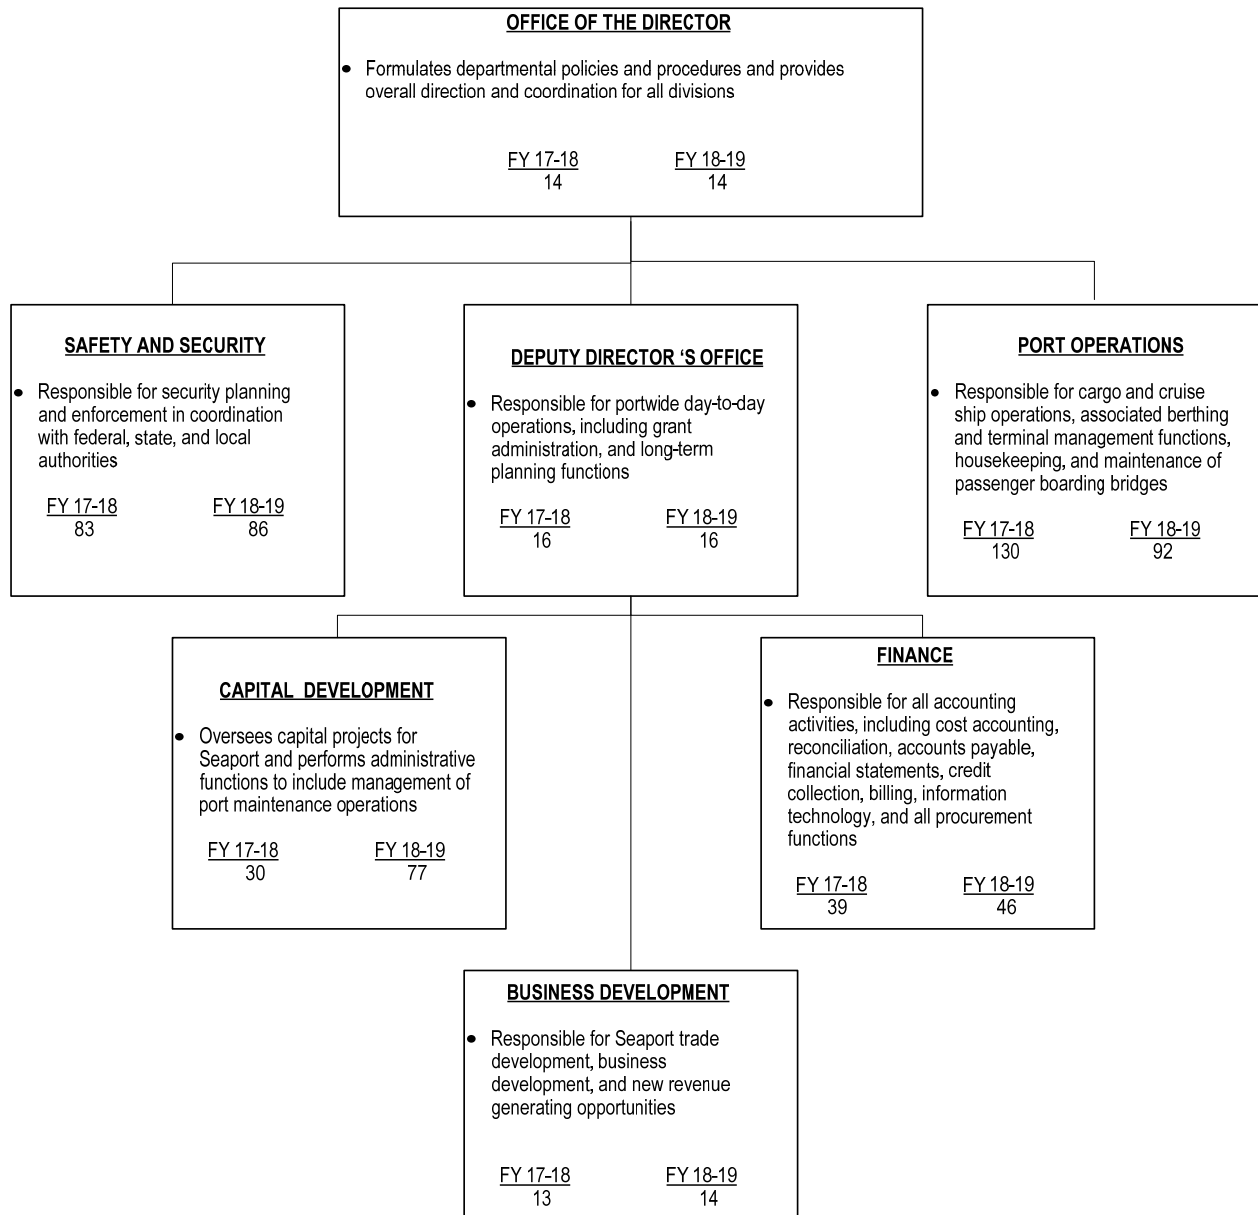 OFFICE OF THE DIRECTOR
• Formulates departmental policies and procedures and provides
overall direction and coordination for all divisions
FY 17-18 FY 18-19
14 14
SAFETY AND SECURITY
• Responsible for security planning
and enforcement in coordination
with federal, state, and local
authorities
FY 17-18 FY 18-19
83 86
DEPUTY DIRECTOR ‘S OFFICE
• Responsible for portwide day-to-day
operations, including grant
administration, and long-term
planning functions
FY 17-18 FY 18-19
16 16
PORT OPERATIONS
• Responsible for cargo and cruise
ship operations, associated berthing
and terminal management functions,
housekeeping, and maintenance of
passenger boarding bridges
FY 17-18 FY 18-19
130 92
CAPITAL DEVELOPMENT
• Oversees capital projects for
Seaport and performs administrative
functions to include management of
port maintenance operations
FY 17-18 FY 18-19
30 77
FINANCE
• Responsible for all accounting
activities, including cost accounting,
reconciliation, accounts payable,
financial statements, credit
collection, billing, information
technology, and all procurement
functions
FY 17-18 FY 18-19
39 46
BUSINESS DEVELOPMENT
• Responsible for Seaport trade
development, business
development, and new revenue
generating opportunities
FY 17-18 FY 18-19
13 14